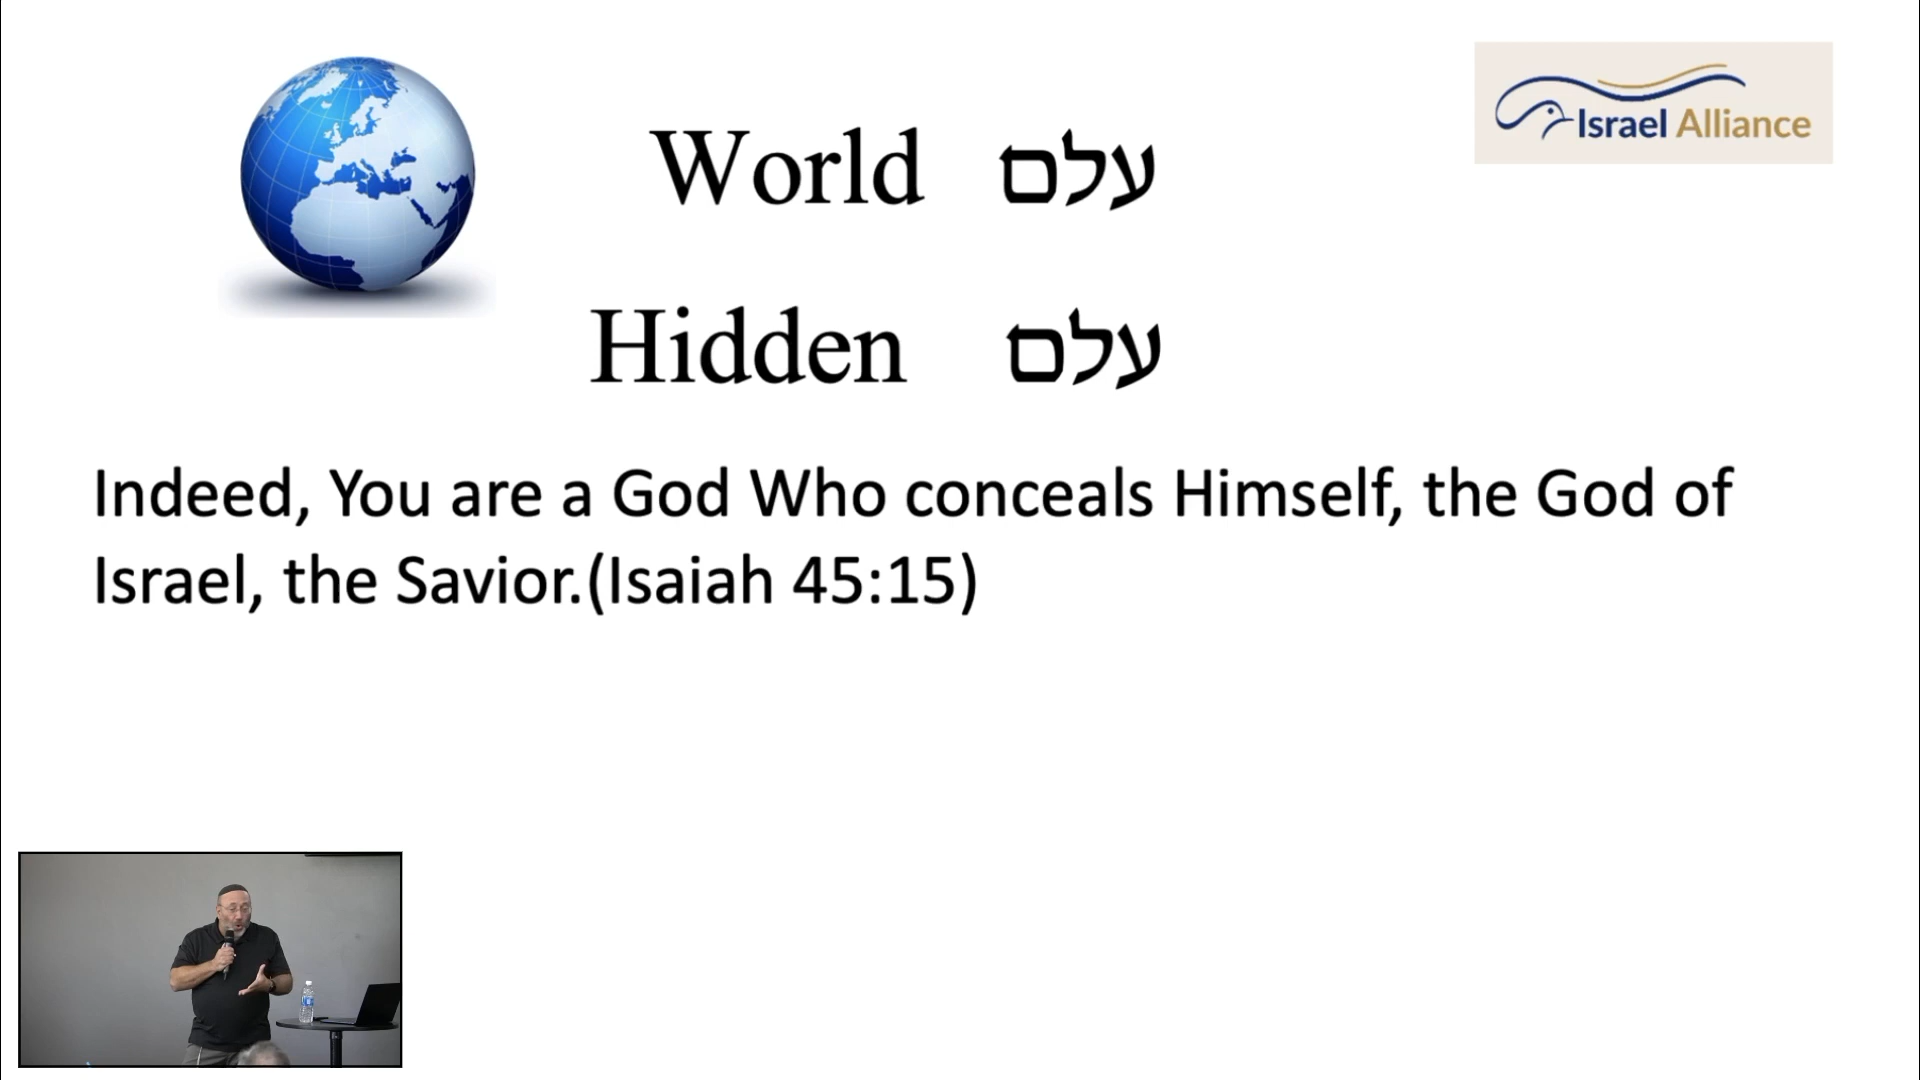 World עלם
Israel Alliance
Hidden עלם
Indeed, You are a God Who conceals Himself, the God of
Israel, the Savior.(Isaiah 45:15)